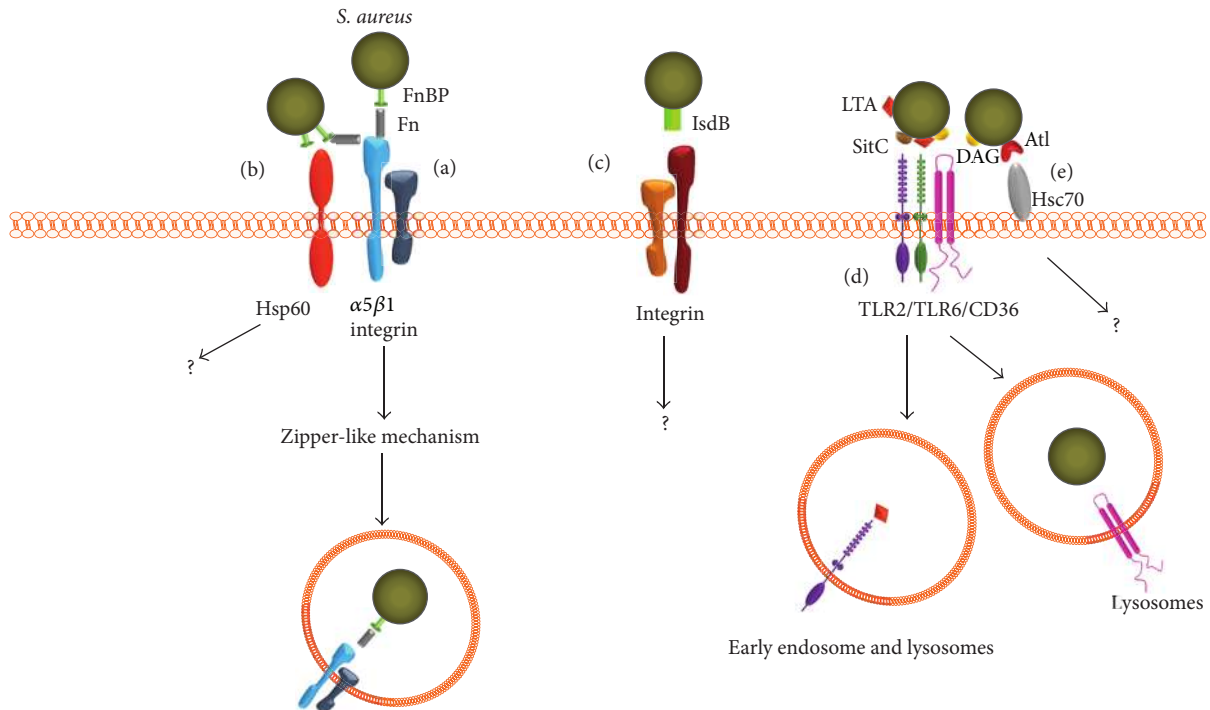 S. aureus
FnBP
Fn
(b)
(a)
IsdB
(c)
LTA
SitC
DAG
Atl
(e)
Hsc70
(d)
Hsp60
α5β1
integrin
Integrin
TLR2/TLR6/CD36
?
?
Zipper-like mechanism
?
Lysosomes
Early endosome and lysosomes